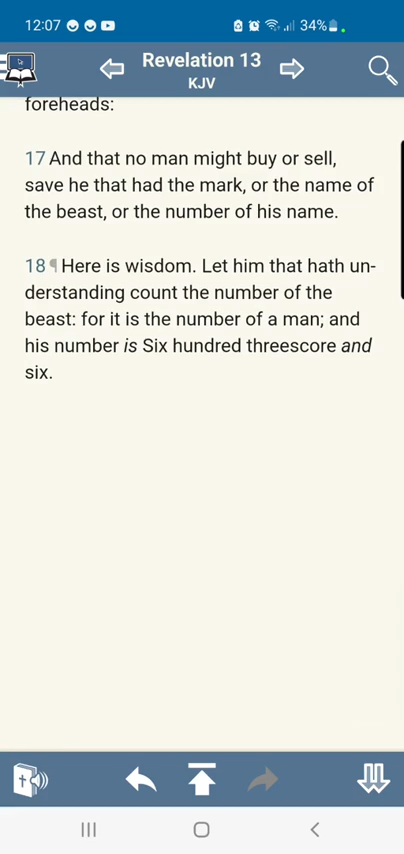 12:07
34%
Revelation 13
KJV
foreheads:
17 And that no man might buy or sell,
save he that had the mark, or the name of
the beast, or the number of his name.
18 ¶ Here is wisdom. Let him that hath un-
derstanding count the number of the
beast: for it is the number of a man; and
his number is Six hundred threescore and
six.